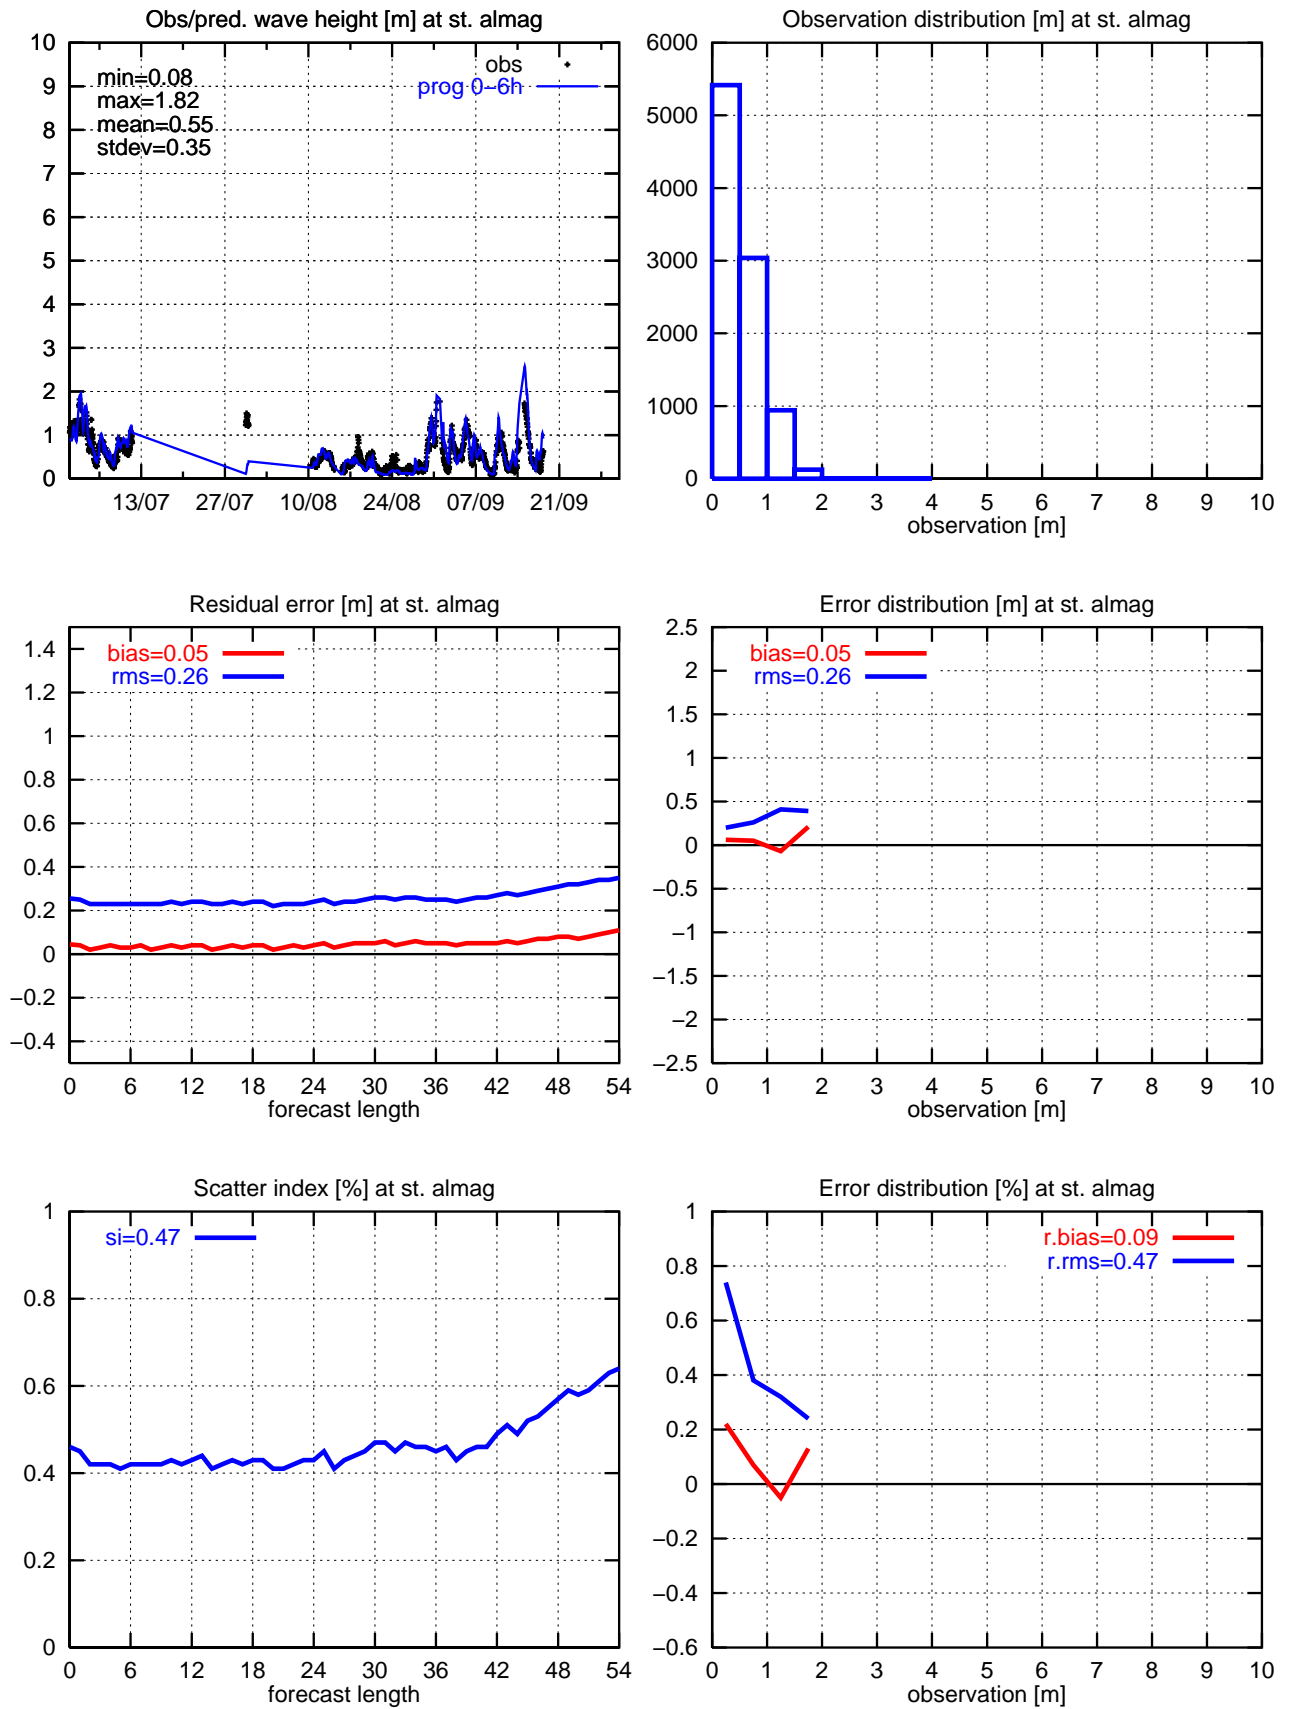 Obs/pred. wave height [m] at st. almag
10
9
8
7
6
5
4
3
2
1
0
min=0.08
max=1.82
mean=0.55
stdev=0.35
obs
prog 0–6h
13/07 27/07 10/08 24/08 07/09 21/09
Observation distribution [m] at st. almag
6000
5000
4000
3000
2000
1000
0
0 1 2 3 4 5 6 7 8 9 10
observation [m]
Residual error [m] at st. almag
1.4
1.2
1
0.8
0.6
0.4
0.2
0
−0.2
−0.4
bias=0.05
rms=0.26
0 6 12 18 24 30 36 42 48 54
forecast length
Error distribution [m] at st. almag
2.5
2
1.5
1
0.5
0
−0.5
−1
−1.5
−2
−2.5
bias=0.05
rms=0.26
0 1 2 3 4 5 6 7 8 9 10
observation [m]
Scatter index [%] at st. almag
1
0.8
0.6
0.4
0.2
0
si=0.47
0 6 12 18 24 30 36 42 48 54
forecast length
Error distribution [%] at st. almag
1
0.8
0.6
0.4
0.2
0
−0.2
−0.4
−0.6
r.bias=0.09
r.rms=0.47
0 1 2 3 4 5 6 7 8 9 10
observation [m]